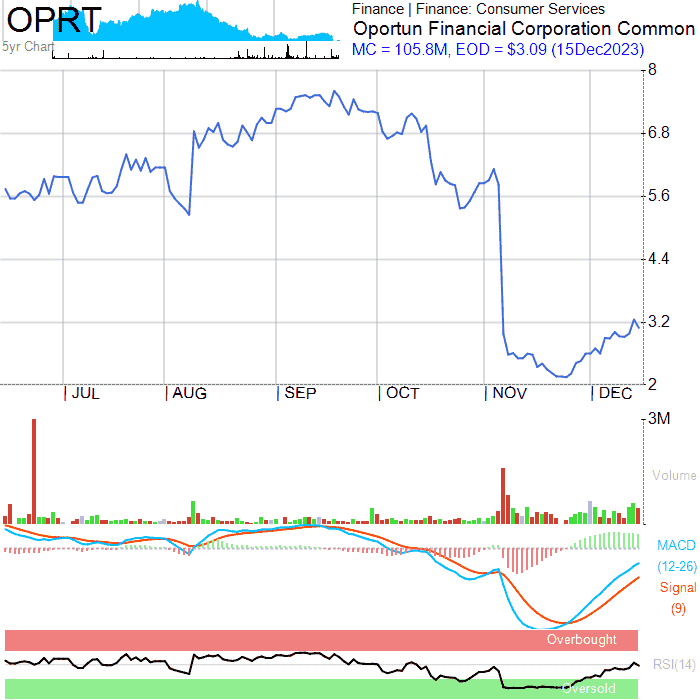 OPRT
5yr Chart
Finance | Finance: Consumer Services
Oportun Financial Corporation Common
MC = 105.8M, EOD = $3.09 (15Dec2023)
8
6.8
5.6
4.4
3.2
2
JUL AUG SEP OCT NOV DEC
3M
Volume
MACD
(12-26)
Signal
(9)
Overbought
RSI(14)
Oversold